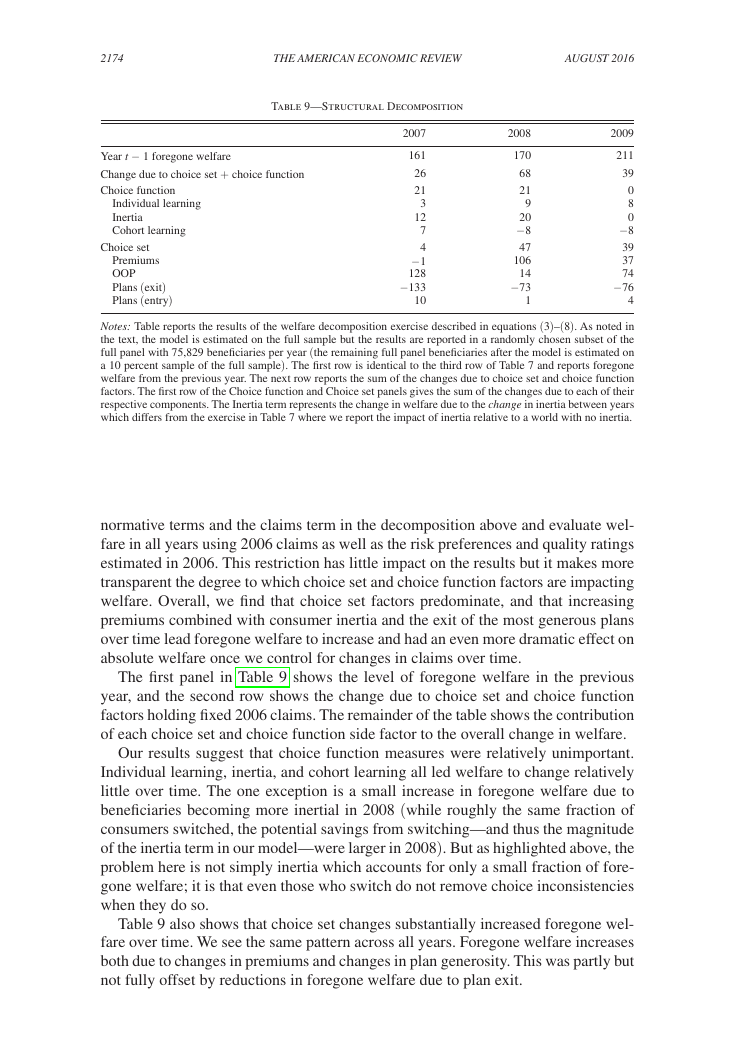 2174 THE AMERICAN ECONOMIC REVIEW AUGUST 2016
Table 9—Structural Decomposition
2007 2008 2009
Year t − 1 foregone welfare 161 170 211
Change due to choice set + choice function 26 68 39
Choice function 21 21 0
Individual learning 3 9 8
Inertia 12 20 0
Cohort learning 7 −8 −8
Choice set 4 47 39
Premiums −1 106 37
OOP 128 14 74
Plans (exit) −133 −73 −76
Plans (entry) 10 1 4
Notes: Table reports the results of the welfare decomposition exercise described in equations (3)–(8). As noted in
the text, the model is estimated on the full sample but the results are reported in a randomly chosen subset of the
full panel with 75,829 beneficiaries per year (the remaining full panel beneficiaries after the model is estimated on
a 10 percent sample of the full sample). The first row is identical to the third row of Table 7 and reports foregone
welfare from the previous year. The next row reports the sum of the changes due to choice set and choice function
factors. The first row of the Choice function and Choice set panels gives the sum of the changes due to each of their
respective components. The Inertia term represents the change in welfare due to the change in inertia between years
which differs from the exercise in Table 7 where we report the impact of inertia relative to a world with no inertia.
normative terms and the claims term in the decomposition above and evaluate wel-
fare in all years using 2006 claims as well as the risk preferences and quality ratings
estimated in 2006. This restriction has little impact on the results but it makes more
transparent the degree to which choice set and choice function factors are impacting
welfare. Overall, we find that choice set factors predominate, and that increasing
premiums combined with consumer inertia and the exit of the most generous plans
over time lead foregone welfare to increase and had an even more dramatic effect on
absolute welfare once we control for changes in claims over time.
The first panel in Table 9 shows the level of foregone welfare in the previous
year, and the second row shows the change due to choice set and choice function
factors holding fixed 2006 claims. The remainder of the table shows the contribution
of each choice set and choice function side factor to the overall change in welfare.
Our results suggest that choice function measures were relatively unimportant.
Individual learning, inertia, and cohort learning all led welfare to change relatively
little over time. The one exception is a small increase in foregone welfare due to
beneficiaries becoming more inertial in 2008 (while roughly the same fraction of
consumers switched, the potential savings from switching—and thus the magnitude
of the inertia term in our model—were larger in 2008). But as highlighted above, the
problem here is not simply inertia which accounts for only a small fraction of fore-
gone welfare; it is that even those who switch do not remove choice inconsistencies
when they do so.
Table 9 also shows that choice set changes substantially increased foregone wel-
fare over time. We see the same pattern across all years. Foregone welfare increases
both due to changes in premiums and changes in plan generosity. This was partly but
not fully offset by reductions in foregone welfare due to plan exit.